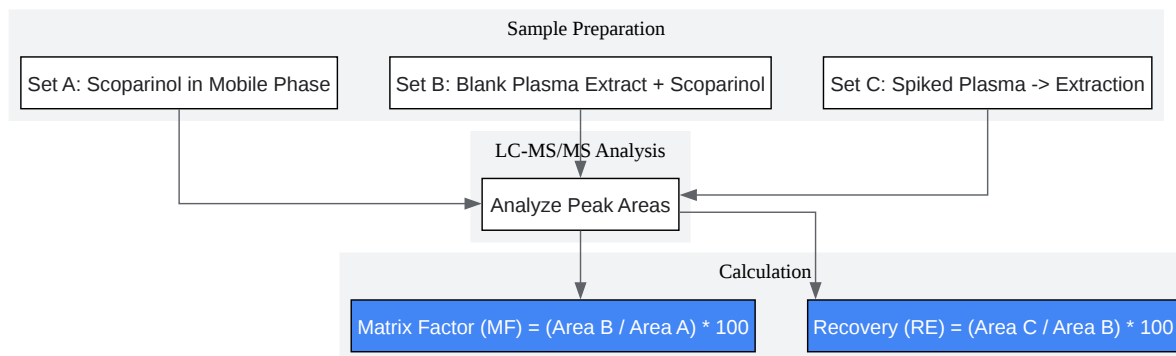 Sample Preparation
Set A: Scoparinol in Mobile Phase
Set B: Blank Plasma Extract + Scoparinol
Set C: Spiked Plasma -> Extraction
LC-MS/MS Analysis
Analyze Peak Areas
Calculation
Matrix Factor (MF) = (Area B / Area A) * 100
Recovery (RE) = (Area C / Area B) * 100